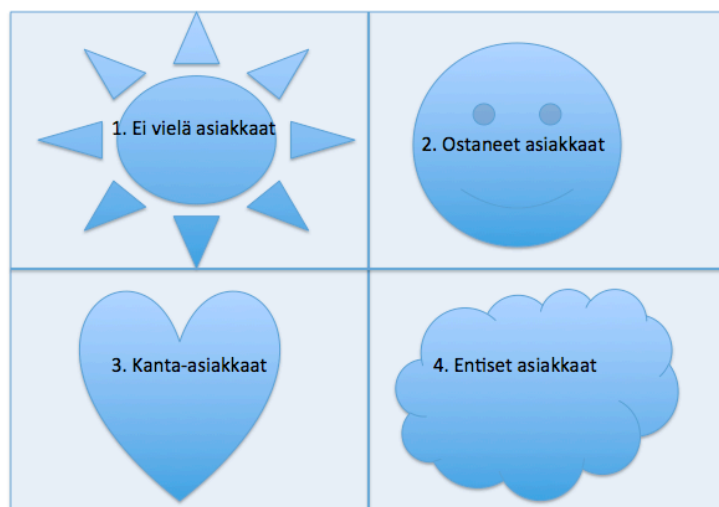 1. Ei vielä asiakkaat
2. Ostaneet asiakkaat
3. Kanta-asiakkaat
4. Entiset asiakkaat